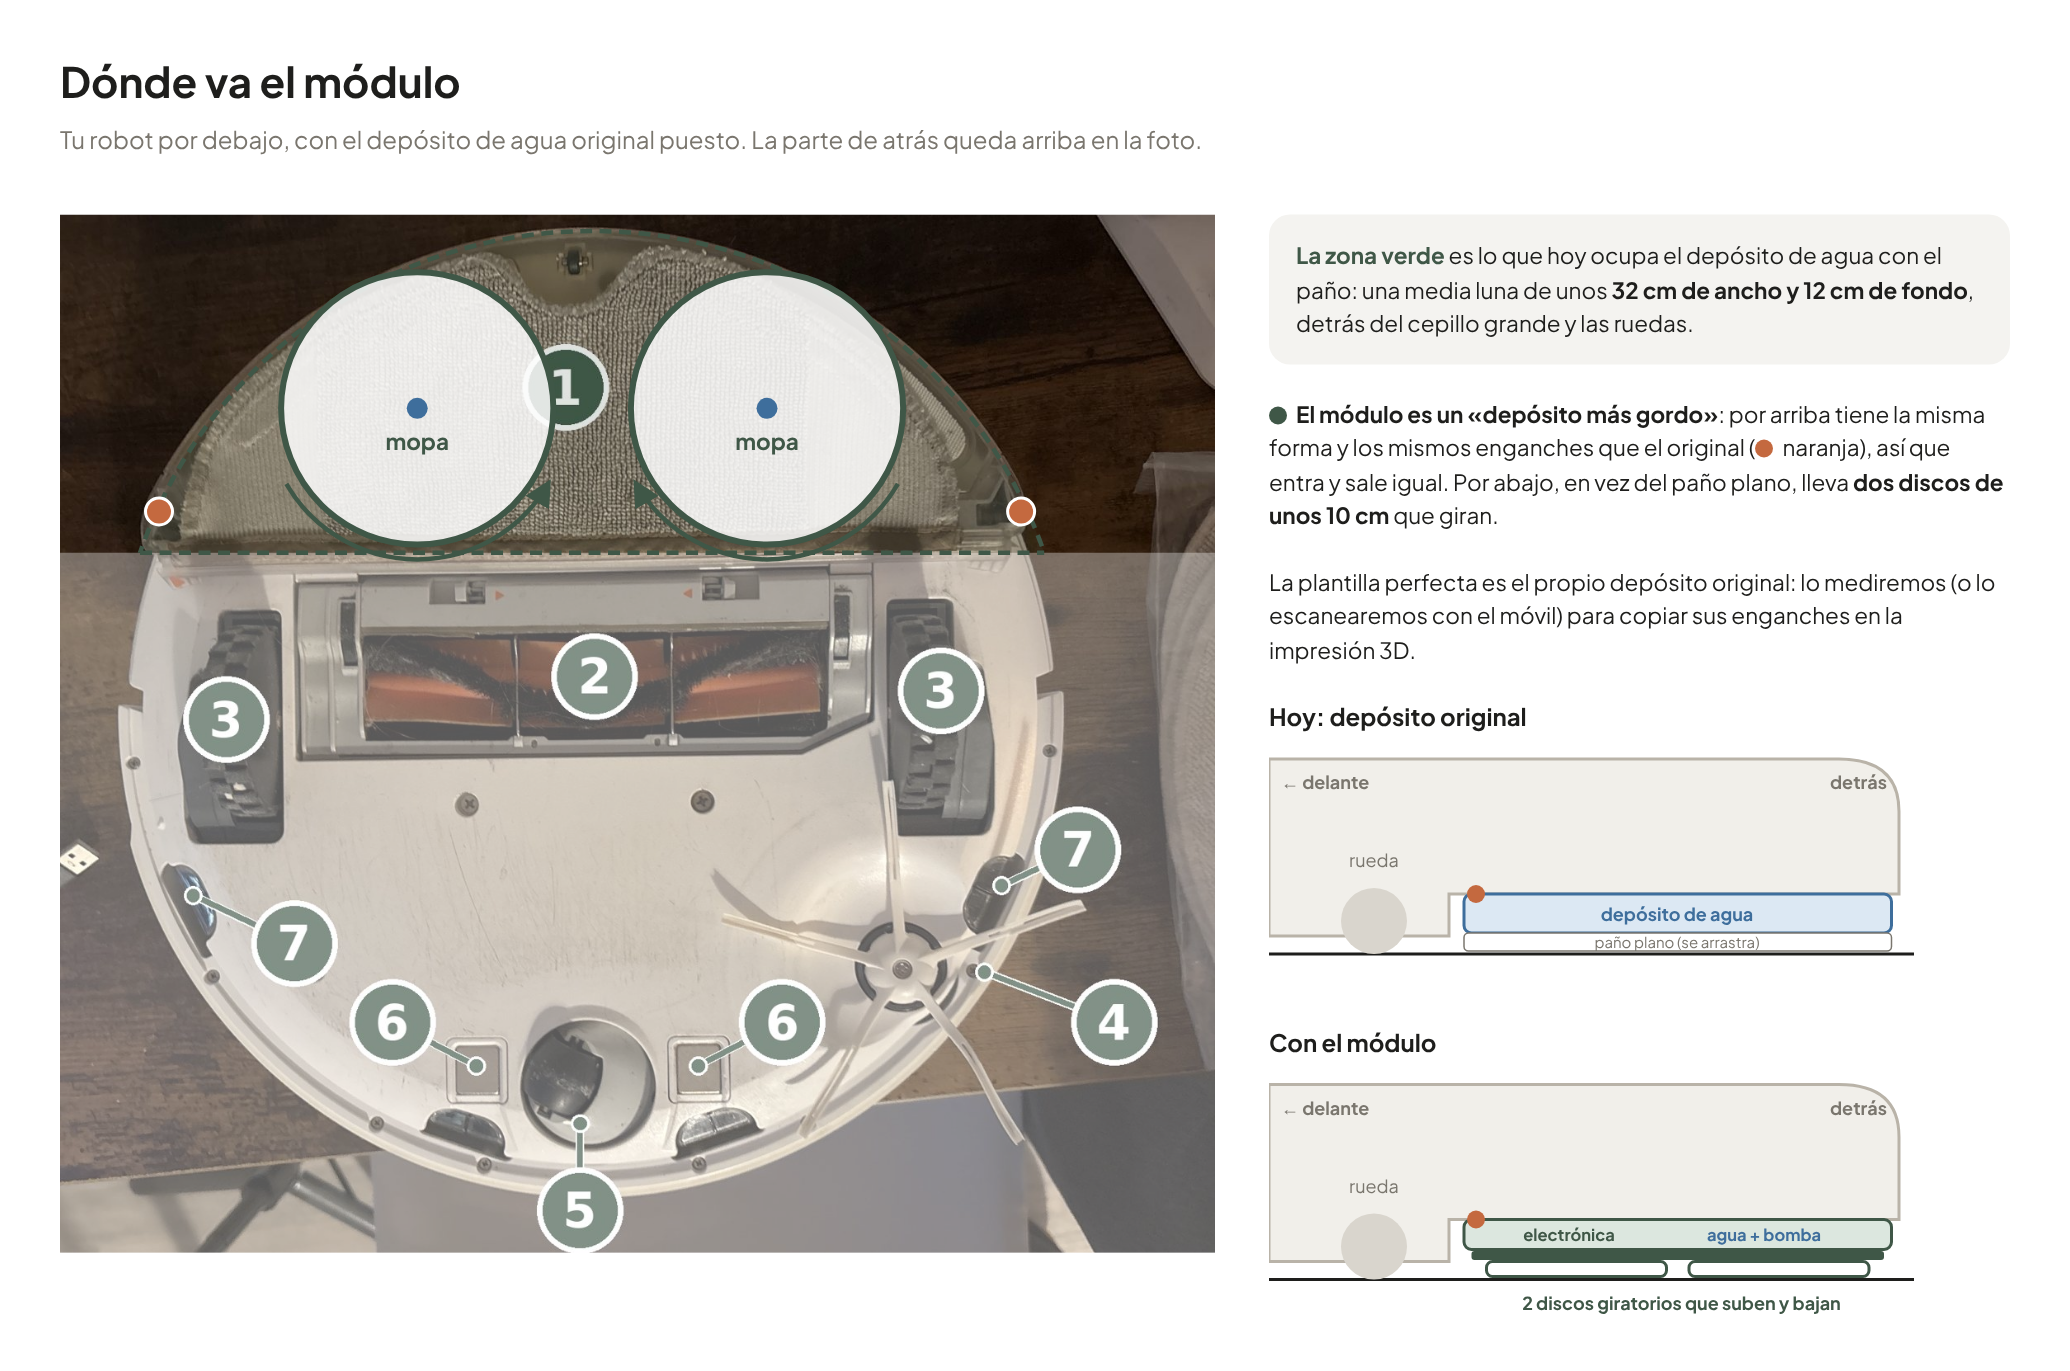 Dónde va el módulo
Tu robot por debajo, con el depósito de agua original puesto. La parte de atrás queda arriba en la foto.
1
mopa
mopa
2
3
3
7
7
6
6
4
5
La zona verde es lo que hoy ocupa el depósito de agua con el
paño: una media luna de unos 32 cm de ancho y 12 cm de fondo,
detrás del cepillo grande y las ruedas.
El módulo es un «depósito más gordo»: por arriba tiene la misma
forma y los mismos enganches que el original ( naranja), así que
entra y sale igual. Por abajo, en vez del paño plano, lleva dos discos de
unos 10 cm que giran.
La plantilla perfecta es el propio depósito original: lo mediremos (o lo
escanearemos con el móvil) para copiar sus enganches en la
impresión 3D.
Hoy: depósito original
← delante
detrás
rueda
depósito de agua
paño plano (se arrastra)
Con el módulo
← delante
detrás
rueda
electrónica
agua + bomba
2 discos giratorios que suben y bajan